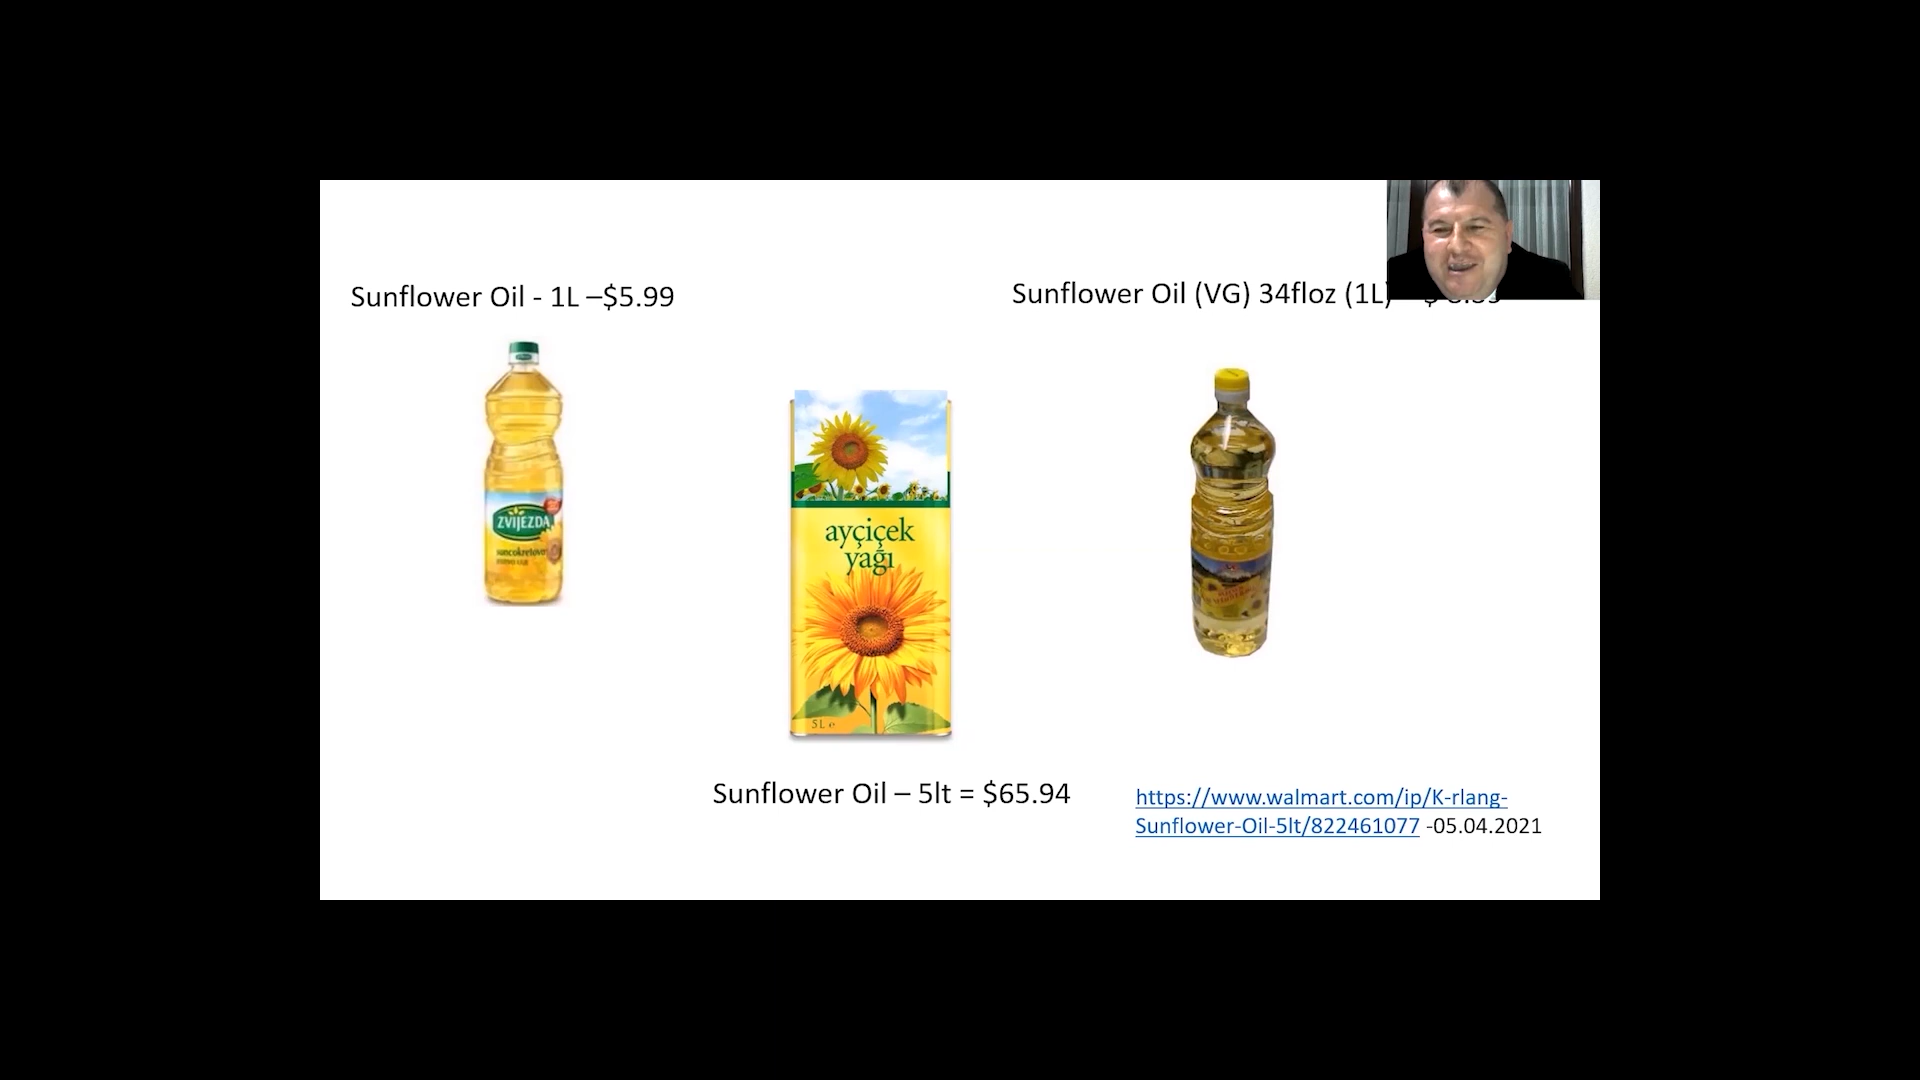 Sunflower Oil - 1L –$5.99
Sunflower Oil (VG) 34floz (1L)
ZVIJEZDA
suncokretovo
ayçiçek
yağı
5L e
Sunflower Oil – 5lt = $65.94
https://www.walmart.com/ip/K-rlang-
Sunflower-Oil-5lt/822461077 -05.04.2021